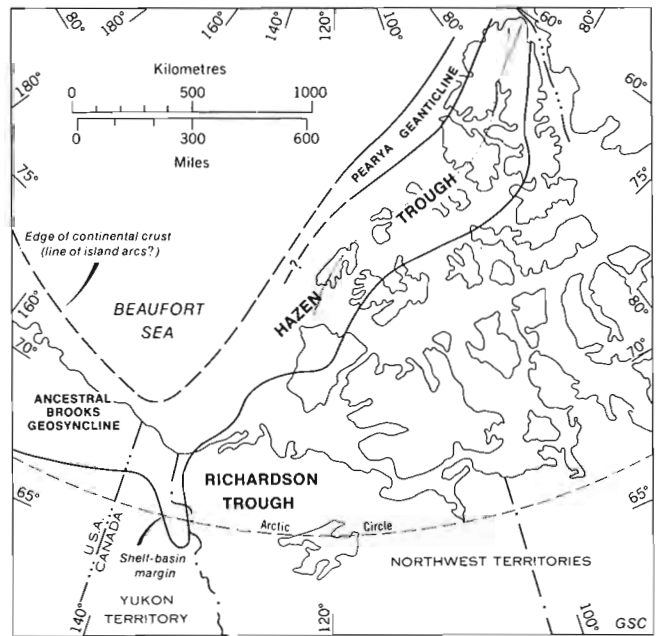 80°
180°
160°
140°
120°
100°
80°
60°
80°
Kilometres
0 500 1000
0 300 600
Miles
180°
75°
160°
70°
65°
60°
75°
80°
70°
65°
PEARYA GEANTICLINE
HAZEN TROUGH
?
Edge of continental crust
(line of island arcs?)
BEAUFORT
SEA
ANCESTRAL
BROOKS
GEOSYNCLINE
RICHARDSON
TROUGH
Arctic Circle
U.S.A.
CANADA
Shelf-basin
margin
NORTHWEST TERRITORIES
YUKON
TERRITORY
140°
120°
100°
GSC